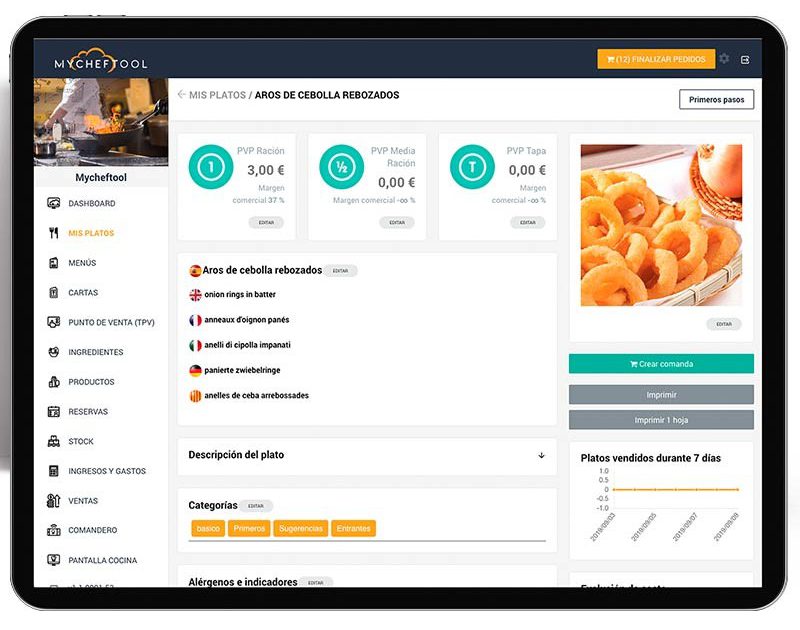 MYCHEFTOOL
(12) FINALIZAR PEDIDOS
MIS PLATOS / AROS DE CEBOLLA REBOZADOS
Primeros pasos
Mycheftool
DASHBOARD
MIS PLATOS
MENÚS
CARTAS
PUNTO DE VENTA (TPV)
INGREDIENTES
PRODUCTOS
RESERVAS
STOCK
INGRESOS Y GASTOS
VENTAS
COMANDERO
PANTALLA COCINA
1
PVP Ración
3,00 €
Margen
comercial 37 %
EDITAR
½
PVP Media
Ración
0,00 €
Margen comercial -∞ %
EDITAR
T
PVP Tapa
0,00 €
Margen
comercial -∞ %
EDITAR
Aros de cebolla rebozados EDITAR
onion rings in batter
anneaux d'oignon panés
anelli di cipolla impanati
panierte zwiebelringe
anelles de ceba arrebossades
Descripción del plato
Categorías EDITAR
basico Primeros Sugerencias Entrantes
Alérgenos e indicadores EDITAR
EDITAR
Crear comanda
Imprimir
Imprimir 1 hoja
Platos vendidos durante 7 días
1.0
0.5
0
-0.5
-1.0
2019/09/03
2019/09/05
2019/09/07
2019/09/09